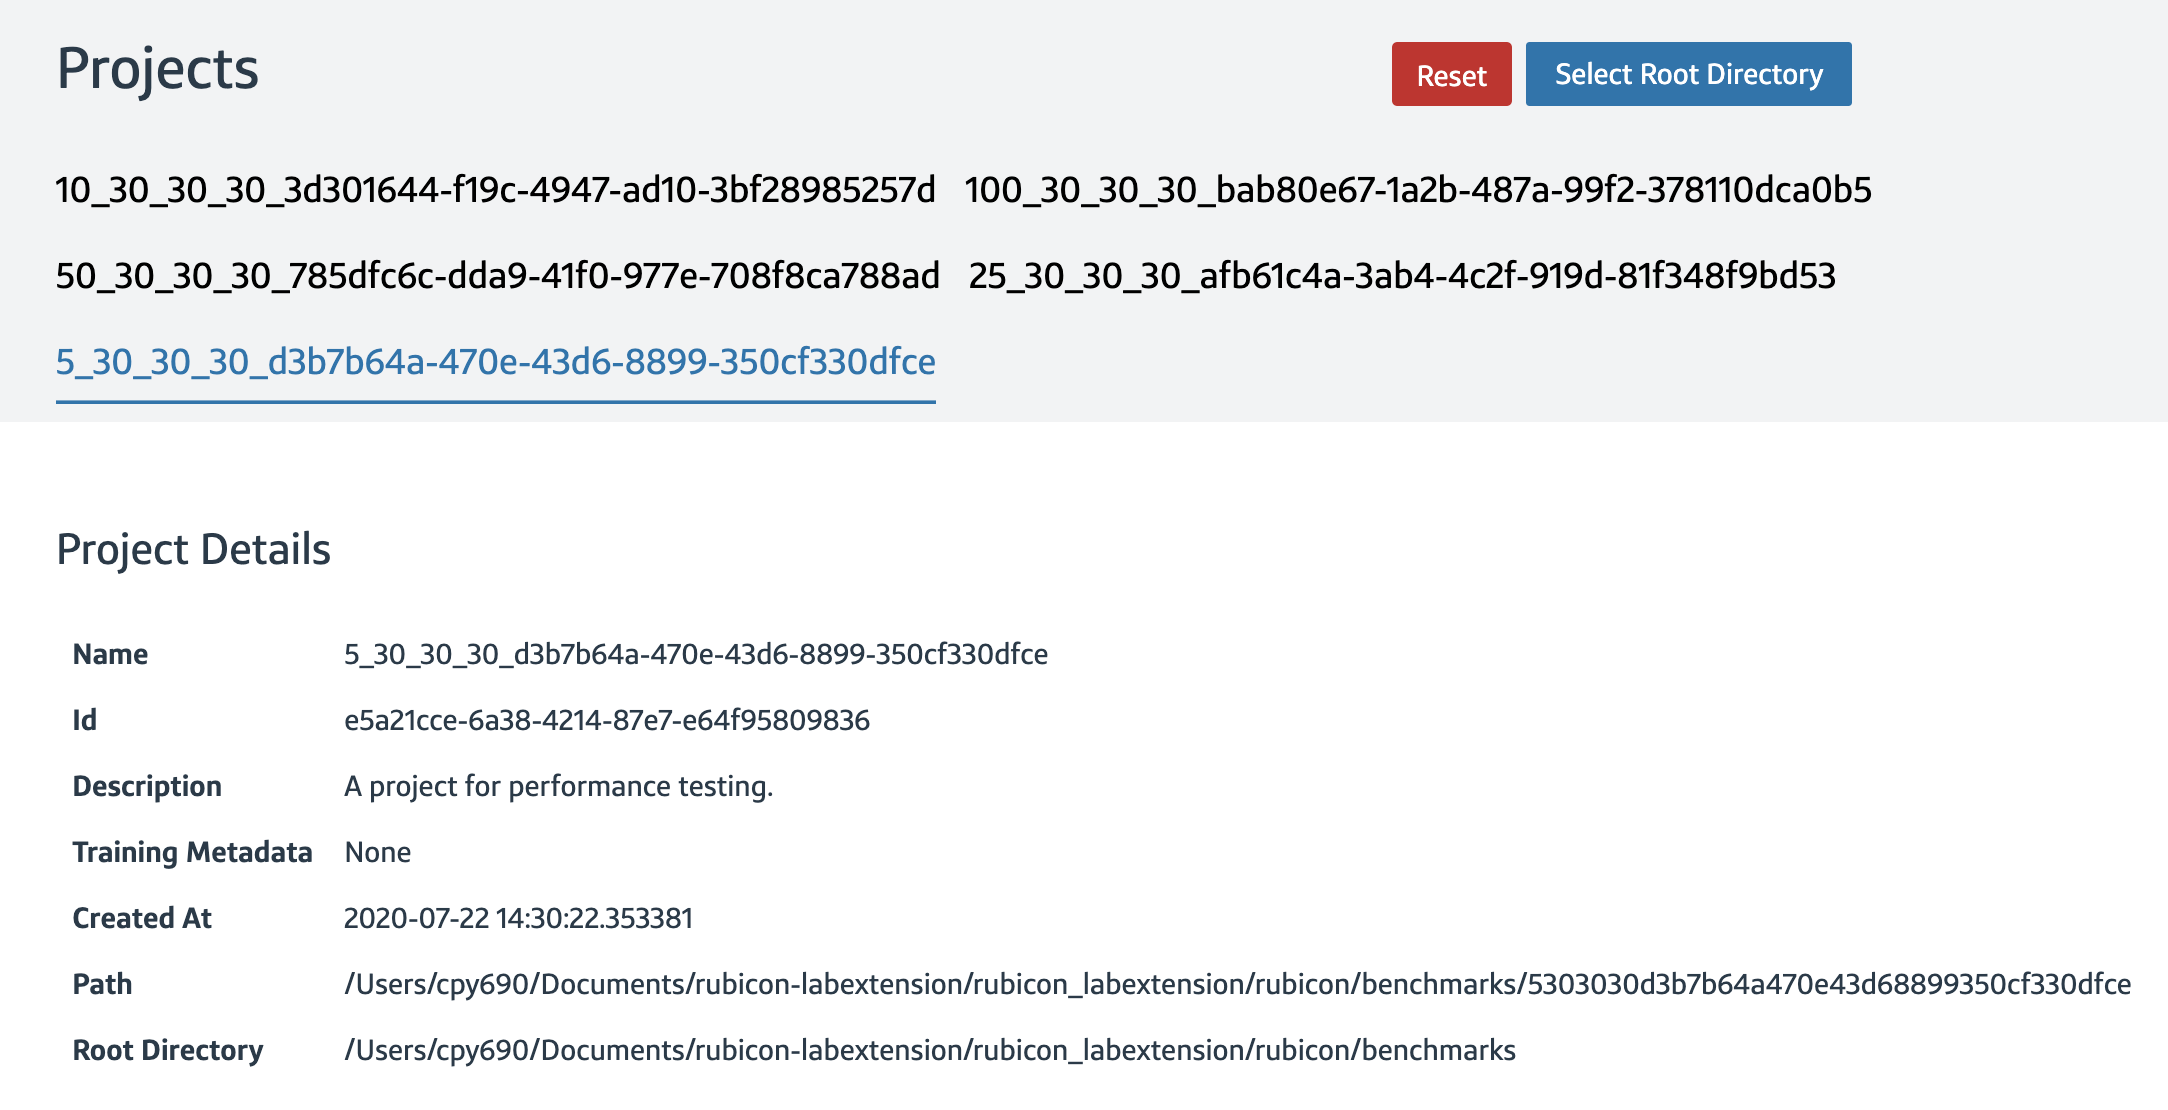 Projects Reset Select Root Directory
10_30_30_30_3d301644-f19c-4947-ad10-3bf28985257d 100_30_30_30_bab80e67-1a2b-487a-99f2-378110dca0b5
50_30_30_30_785dfc6c-dda9-41f0-977e-708f8ca788ad 25_30_30_30_afb61c4a-3ab4-4c2f-919d-81f348f9bd53
5_30_30_30_d3b7b64a-470e-43d6-8899-350cf330dfce
Project Details
Name 5_30_30_30_d3b7b64a-470e-43d6-8899-350cf330dfce
Id e5a21cce-6a38-4214-87e7-e64f95809836
Description A project for performance testing.
Training Metadata None
Created At 2020-07-22 14:30:22.353381
Path /Users/cpy690/Documents/rubicon-labextension/rubicon_labextension/rubicon/benchmarks/5303030d3b7b64a470e43d68899350cf330dfce
Root Directory /Users/cpy690/Documents/rubicon-labextension/rubicon_labextension/rubicon/benchmarks